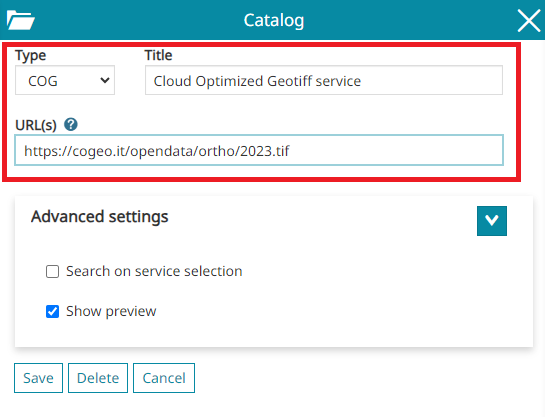 Catalog
Type Title
COG Cloud Optimized Geotiff service
URL(s) ?
https://cogeo.it/opendata/ortho/2023.tif
Advanced settings
Search on service selection
Show preview
Save Delete Cancel